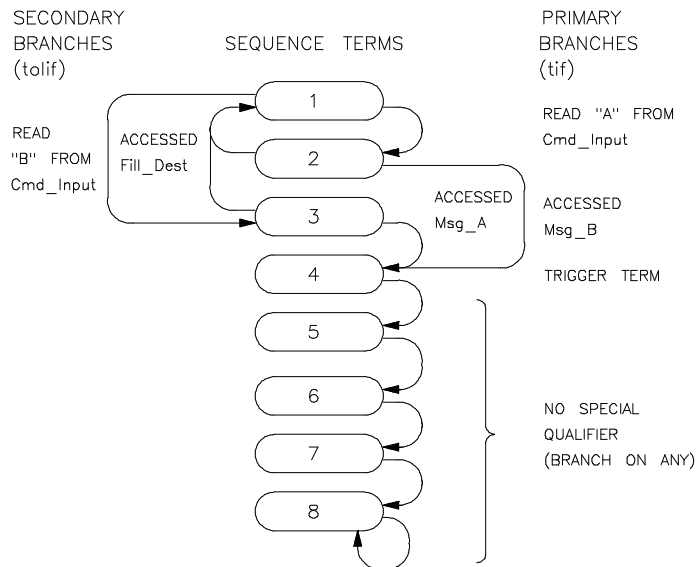 SECONDARY
BRANCHES
(tolif)
SEQUENCE TERMS
PRIMARY
BRANCHES
(tif)
READ
"B" FROM
Cmd_Input
ACCESSED
Fill_Dest
1
2
3
4
5
6
7
8
ACCESSED
Msg_A
READ "A" FROM
Cmd_Input
ACCESSED
Msg_B
TRIGGER TERM
NO SPECIAL
QUALIFIER
(BRANCH ON ANY)